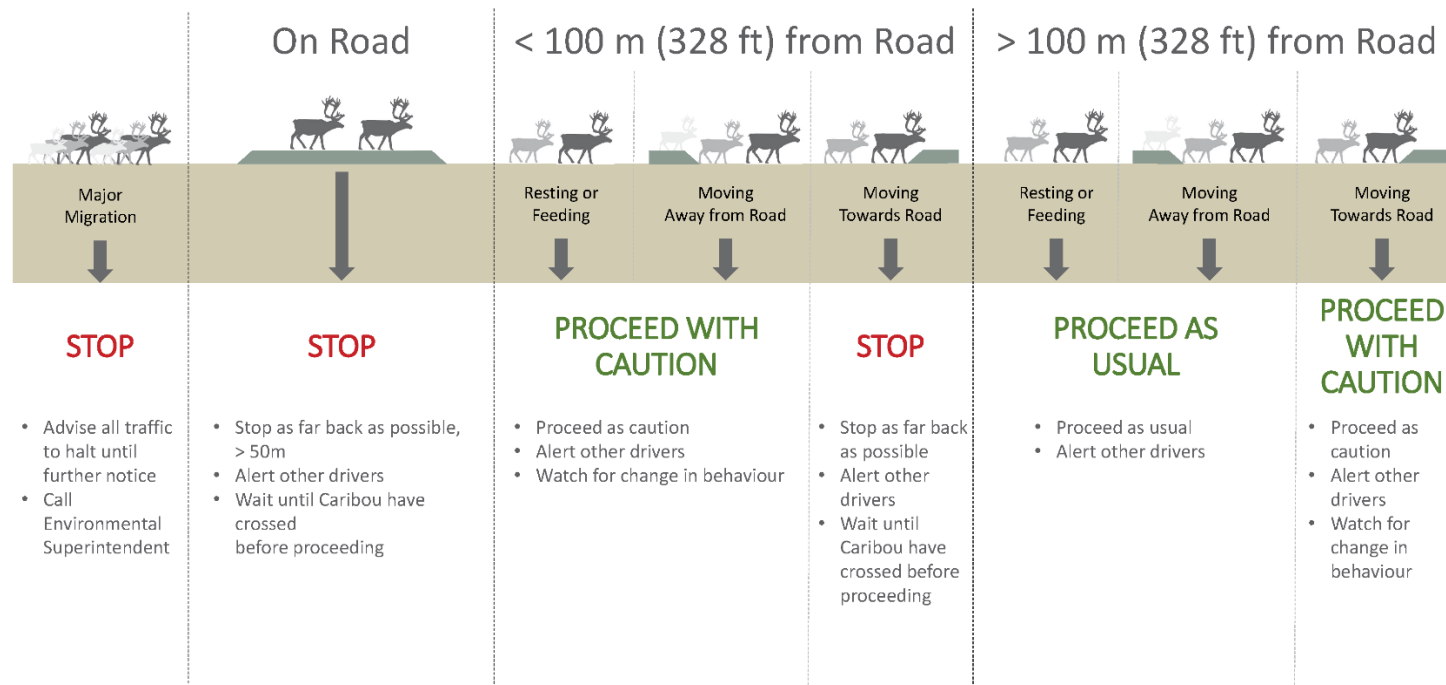 On Road
< 100 m (328 ft) from Road
> 100 m (328 ft) from Road
Major
Migration
Resting or
Feeding
Moving
Away from Road
Moving
Towards Road
Resting or
Feeding
Moving
Away from Road
Moving
Towards Road
STOP
• Advise all traffic
to halt until
further notice
• Call
Environmental
Superintendent
STOP
• Stop as far back as possible,
> 50m
• Alert other drivers
• Wait until Caribou have
crossed
before proceeding
PROCEED WITH
CAUTION
• Proceed as caution
• Alert other drivers
• Watch for change in behaviour
STOP
• Stop as far back
as possible
• Alert other
drivers
• Wait until
Caribou have
crossed before
proceeding
PROCEED AS
USUAL
• Proceed as usual
• Alert other drivers
PROCEED
WITH
CAUTION
• Proceed as
caution
• Alert other
drivers
• Watch for
change in
behaviour